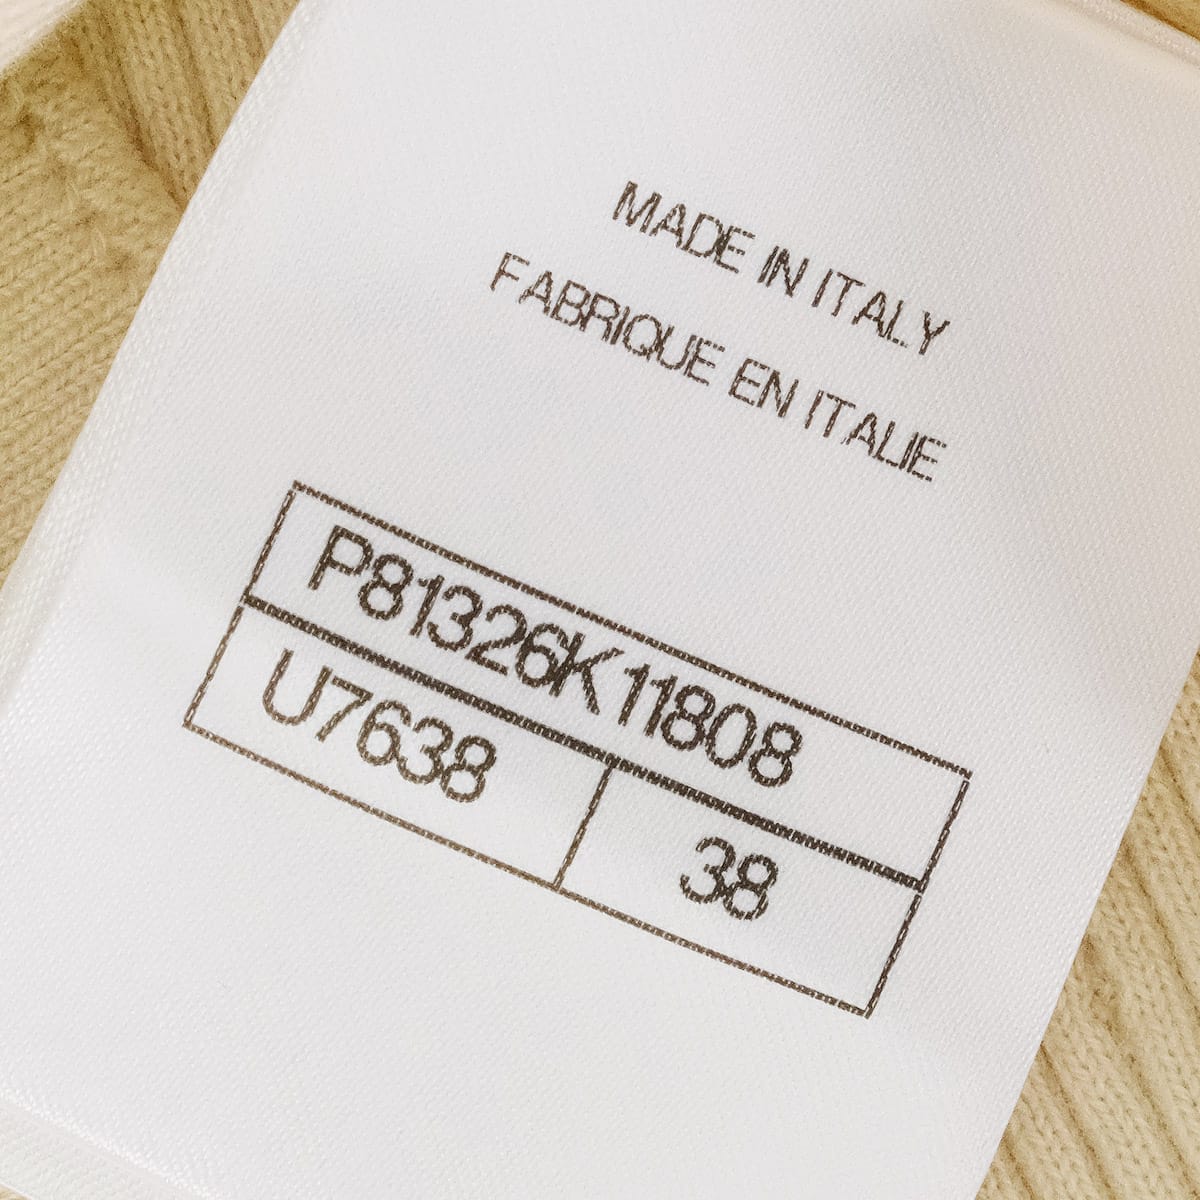 MADE IN ITALY
FABRIQUE EN ITALIE
P81326K11808
U7638 38